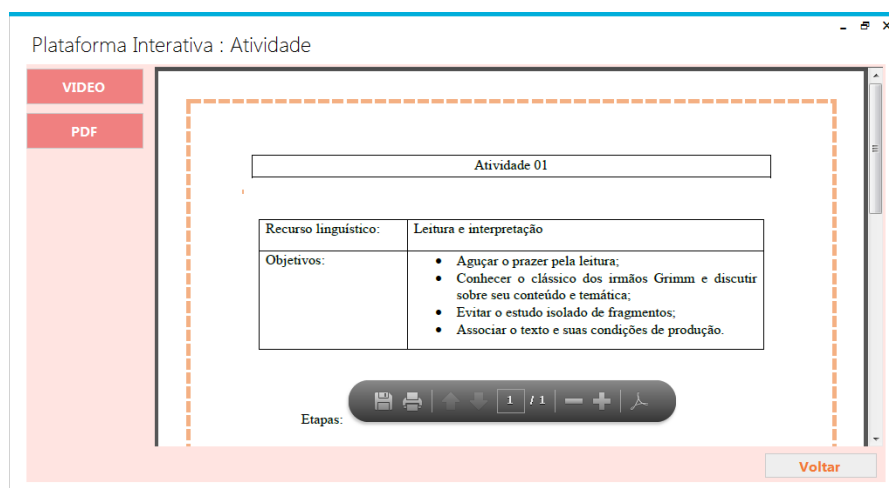 Plataforma Interativa : Atividade
VIDEO
PDF
Atividade 01
Recurso linguístico:
Leitura e interpretação
Objetivos:
• Aguçar o prazer pela leitura;
• Conhecer o clássico dos irmãos Grimm e discutir
sobre seu conteúdo e temática;
• Evitar o estudo isolado de fragmentos;
• Associar o texto e suas condições de produção.
1 / 1
Etapas:
Voltar